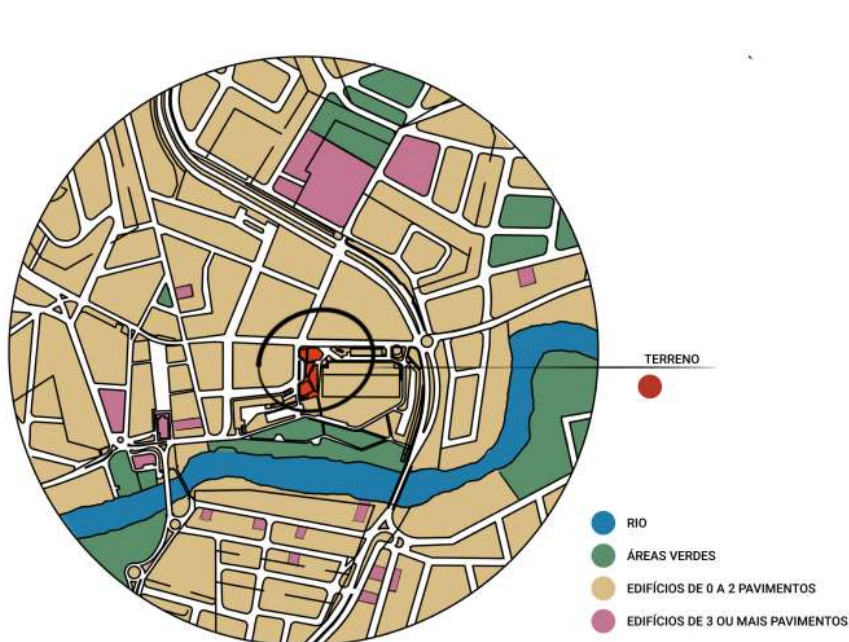 TERRENO
RIO
ÁREAS VERDES
EDIFÍCIOS DE 0 A 2 PAVIMENTOS
EDIFÍCIOS DE 3 OU MAIS PAVIMENTOS